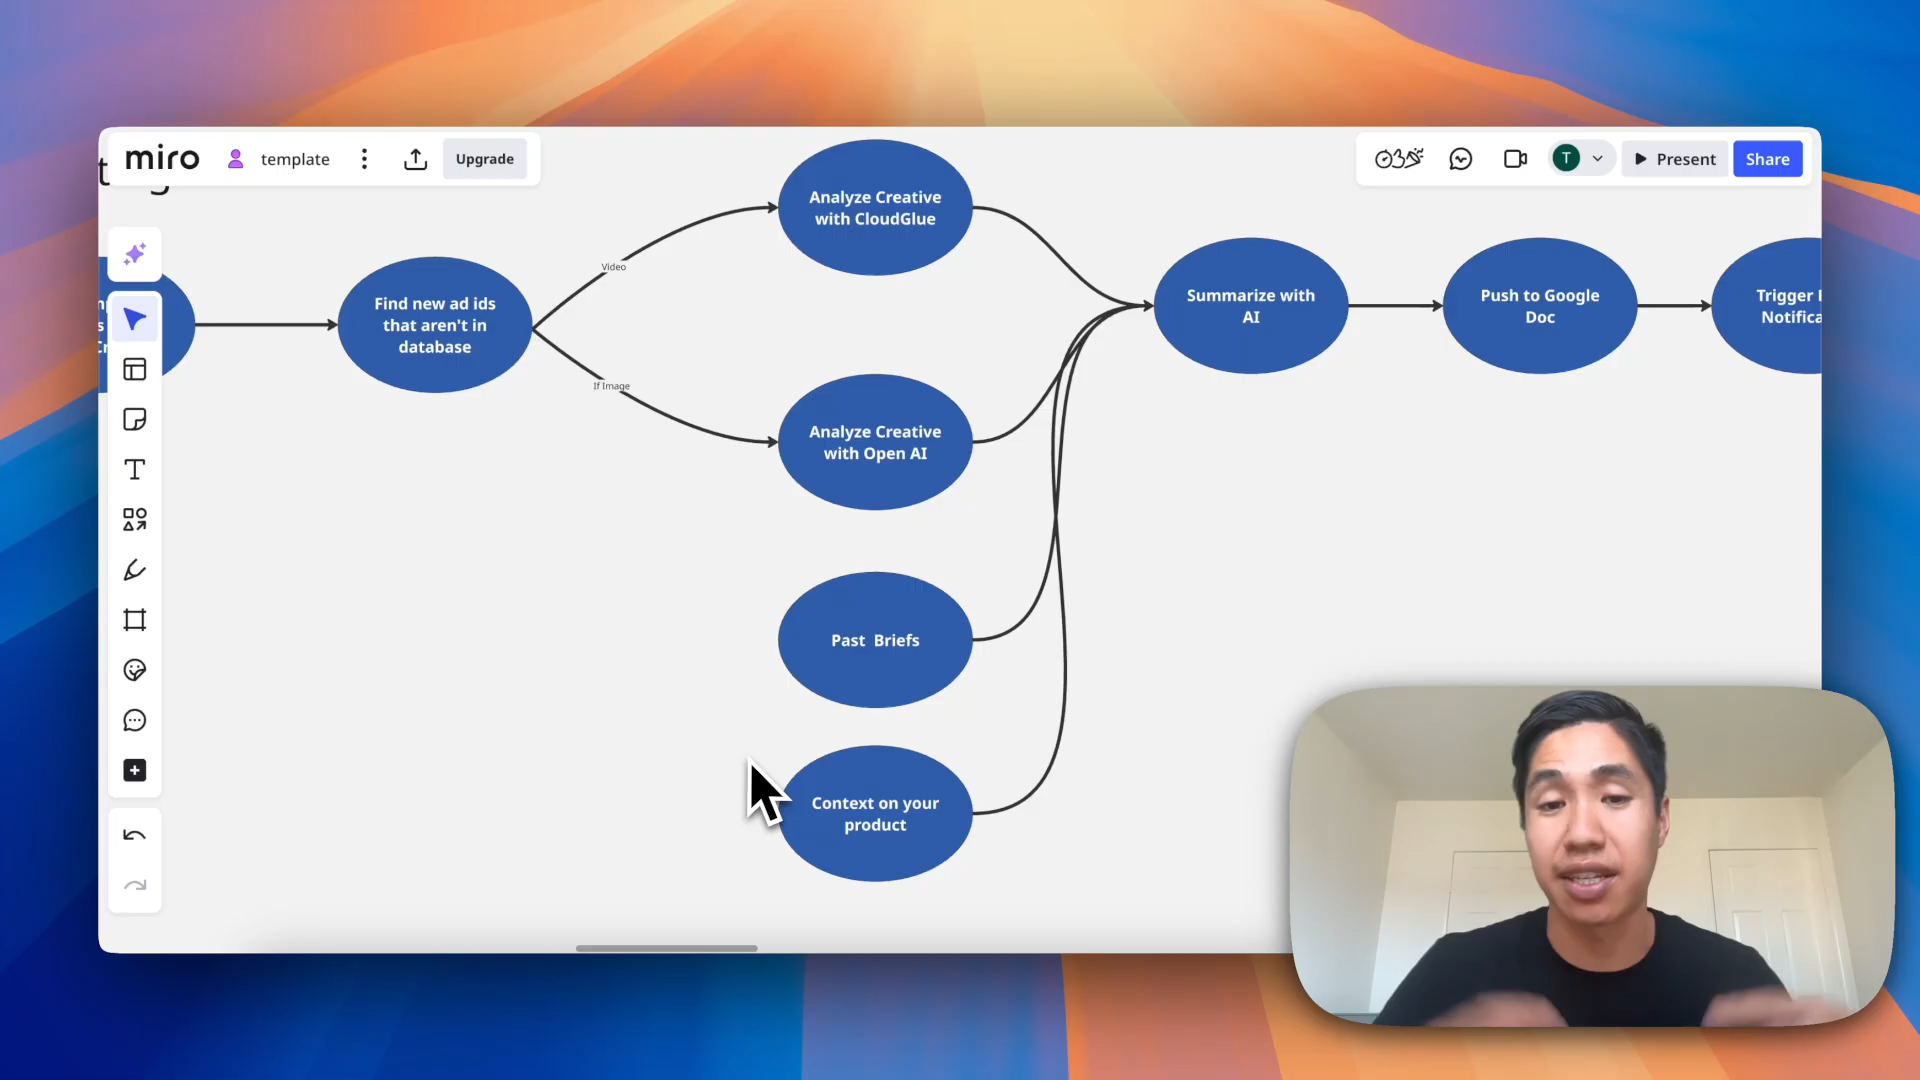 miro
template
Upgrade
Present
Share
T
Analyze Creative
with CloudGlue
Video
Find new ad ids
that aren't in
database
Summarize with
AI
Push to Google
Doc
Trigger
Notifica
If Image
Analyze Creative
with Open AI
Past Briefs
Context on your
product